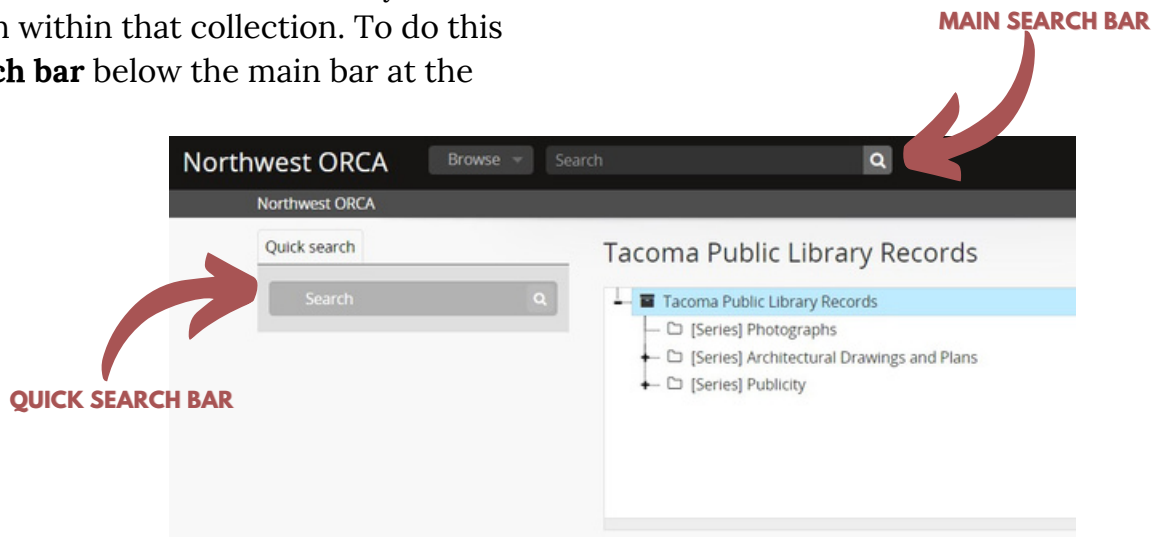 within that collection. To do this
bar below the main bar at the
MAIN SEARCH BAR
Northwest ORCA Browse Search
Northwest ORCA
Quick search
Search
Tacoma Public Library Records
Tacoma Public Library Records
[Series] Photographs
[Series] Architectural Drawings and Plans
[Series] Publicity
QUICK SEARCH BAR